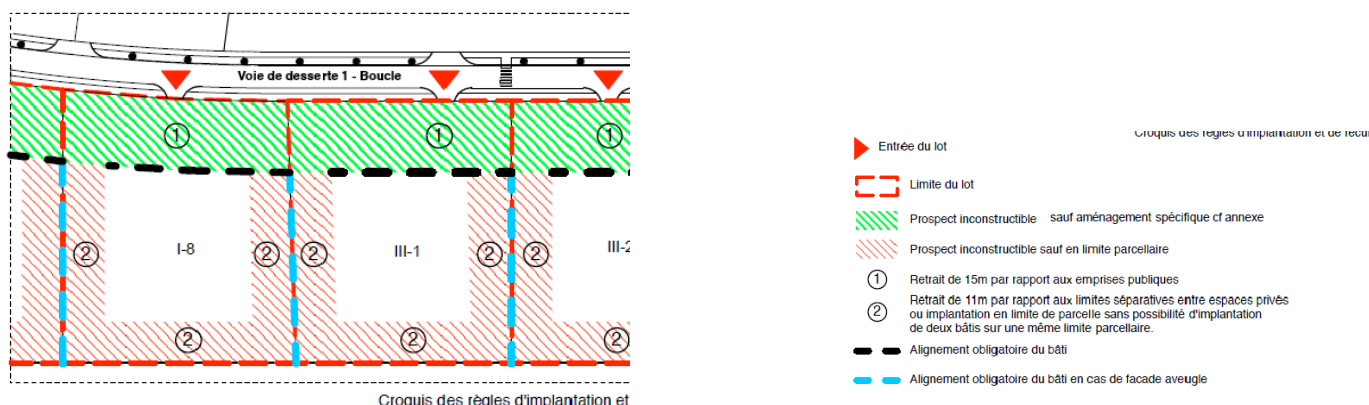 Voie de desserte 1 - Boucle
1
1
1
2
2
2
2
2
I-8
III-1
III-2
2
2
2
Croquis des règles d'implantation et
Croquis des règles d'implantation et de recul
Entrée du lot
Limite du lot
Prospect inconstructible sauf aménagement spécifique cf annexe
Prospect inconstructible sauf en limite parcellaire
1 Retrait de 15m par rapport aux emprises publiques
2 Retrait de 11m par rapport aux limites séparatives entre espaces privés
ou implantation en limite de parcelle sans possibilité d'implantation
de deux bâtis sur une même limite parcellaire.
Alignement obligatoire du bâti
Alignement obligatoire du bâti en cas de facade aveugle